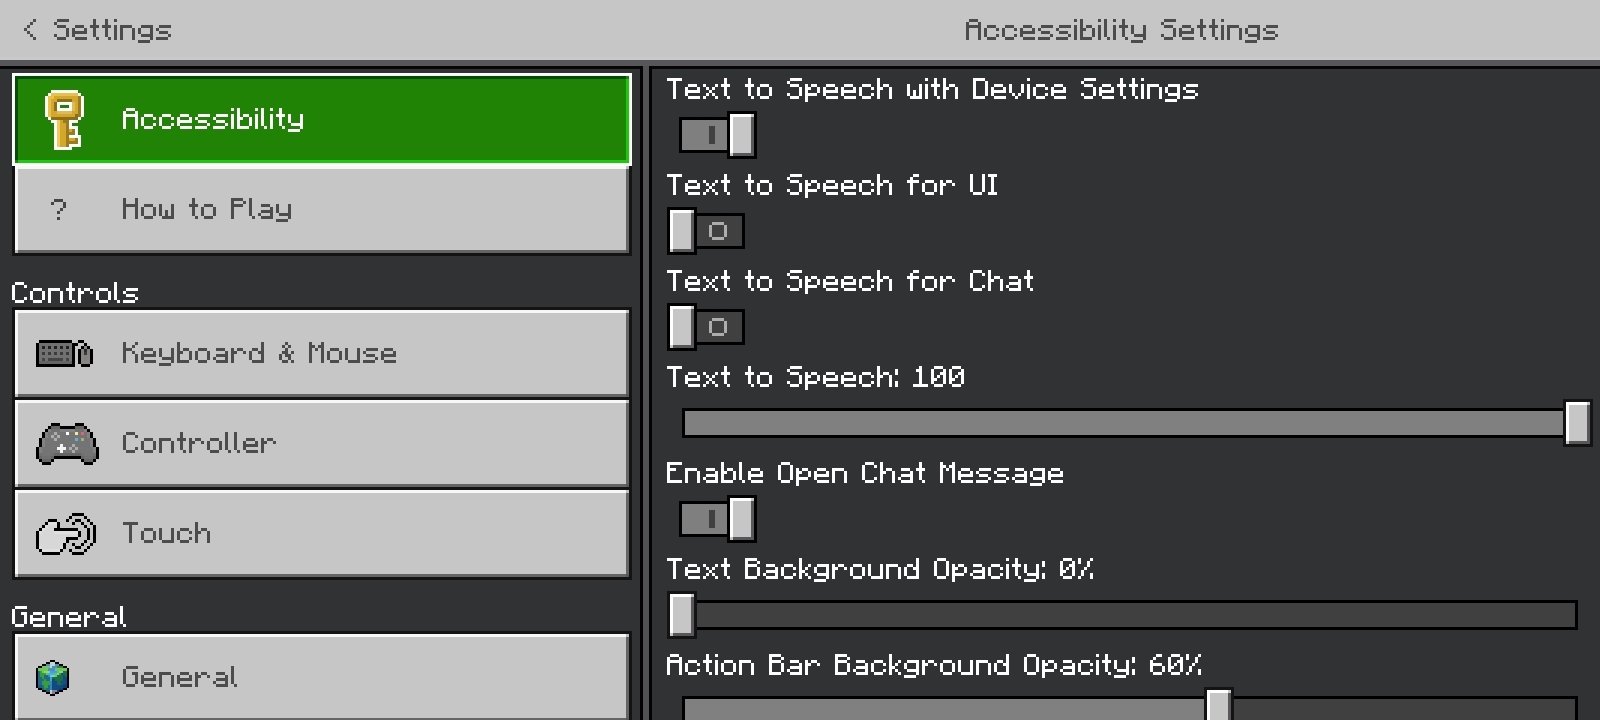 Settings
Accessibility Settings
Accessibility
How to Play
Controls
Keyboard & Mouse
Controller
Touch
General
General
Text to Speech with Device Settings
Text to Speech for UI
Text to Speech for Chat
Text to Speech: 100
Enable Open Chat Message
Text Background Opacity: 0%
Action Bar Background Opacity: 60%